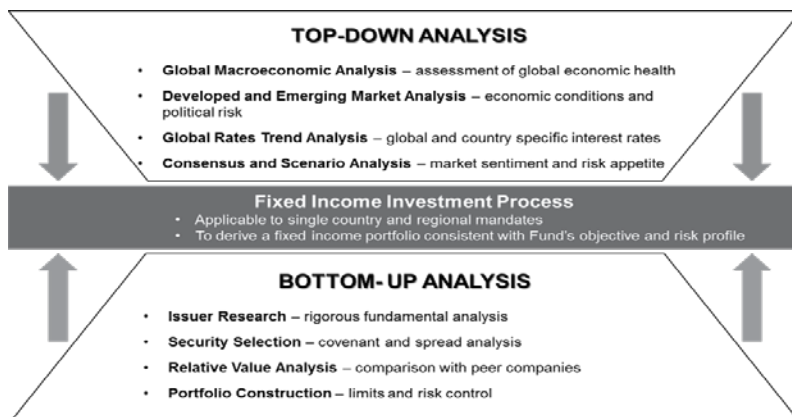 TOP-DOWN ANALYSIS
• Global Macroeconomic Analysis – assessment of global economic health
• Developed and Emerging Market Analysis – economic conditions and
political risk
• Global Rates Trend Analysis – global and country specific interest rates
• Consensus and Scenario Analysis – market sentiment and risk appetite
Fixed Income Investment Process
• Applicable to single country and regional mandates
• To derive a fixed income portfolio consistent with Fund's objective and risk profile
BOTTOM- UP ANALYSIS
• Issuer Research – rigorous fundamental analysis
• Security Selection – covenant and spread analysis
• Relative Value Analysis – comparison with peer companies
• Portfolio Construction – limits and risk control